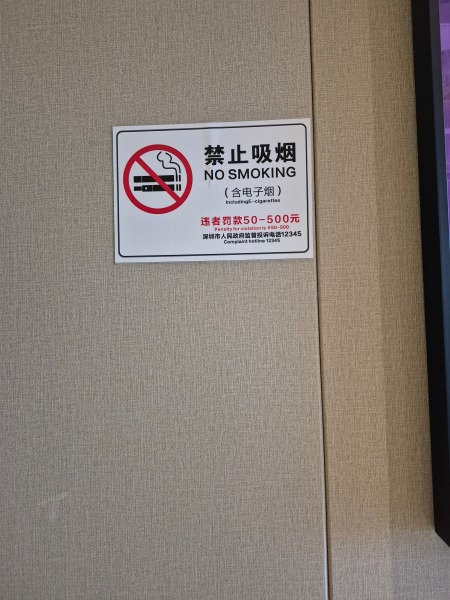 禁止吸烟
NO SMOKING
（含电子烟）
IncludingE-cigarettes
违者罚款50-500元
Penalty for violation is ¥50-500
深圳市人民政府监督投诉电话12345
Complaint hotline 12345